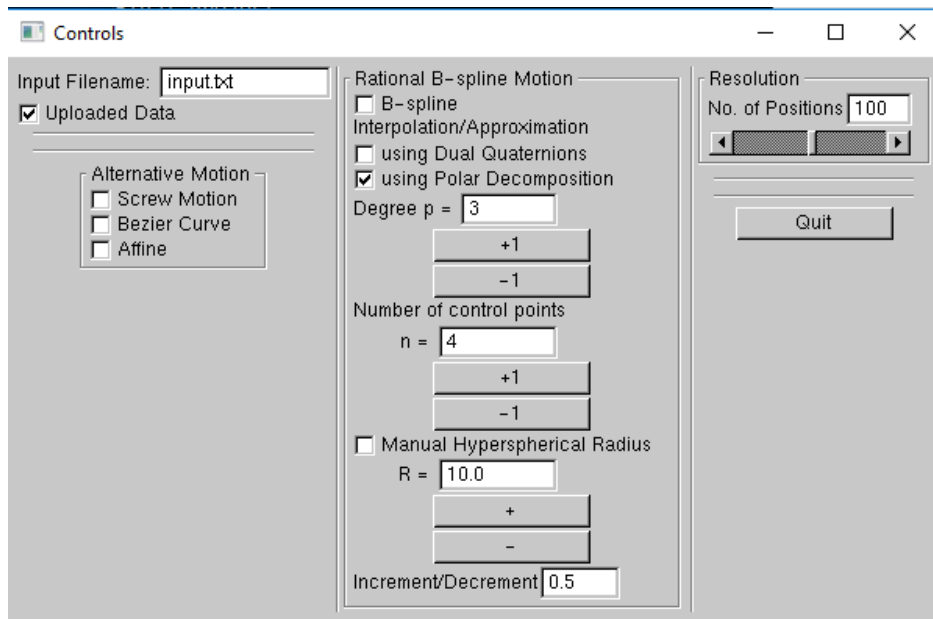 Controls
Input Filename: input.txt
Uploaded Data
Alternative Motion
Screw Motion
Bezier Curve
Affine
Rational B-spline Motion
B-spline
Interpolation/Approximation
using Dual Quaternions
using Polar Decomposition
Degree p = 3
+1
-1
Number of control points
n = 4
+1
-1
Manual Hyperspherical Radius
R = 10.0
+
-
Increment/Decrement 0.5
Resolution
No. of Positions 100
Quit